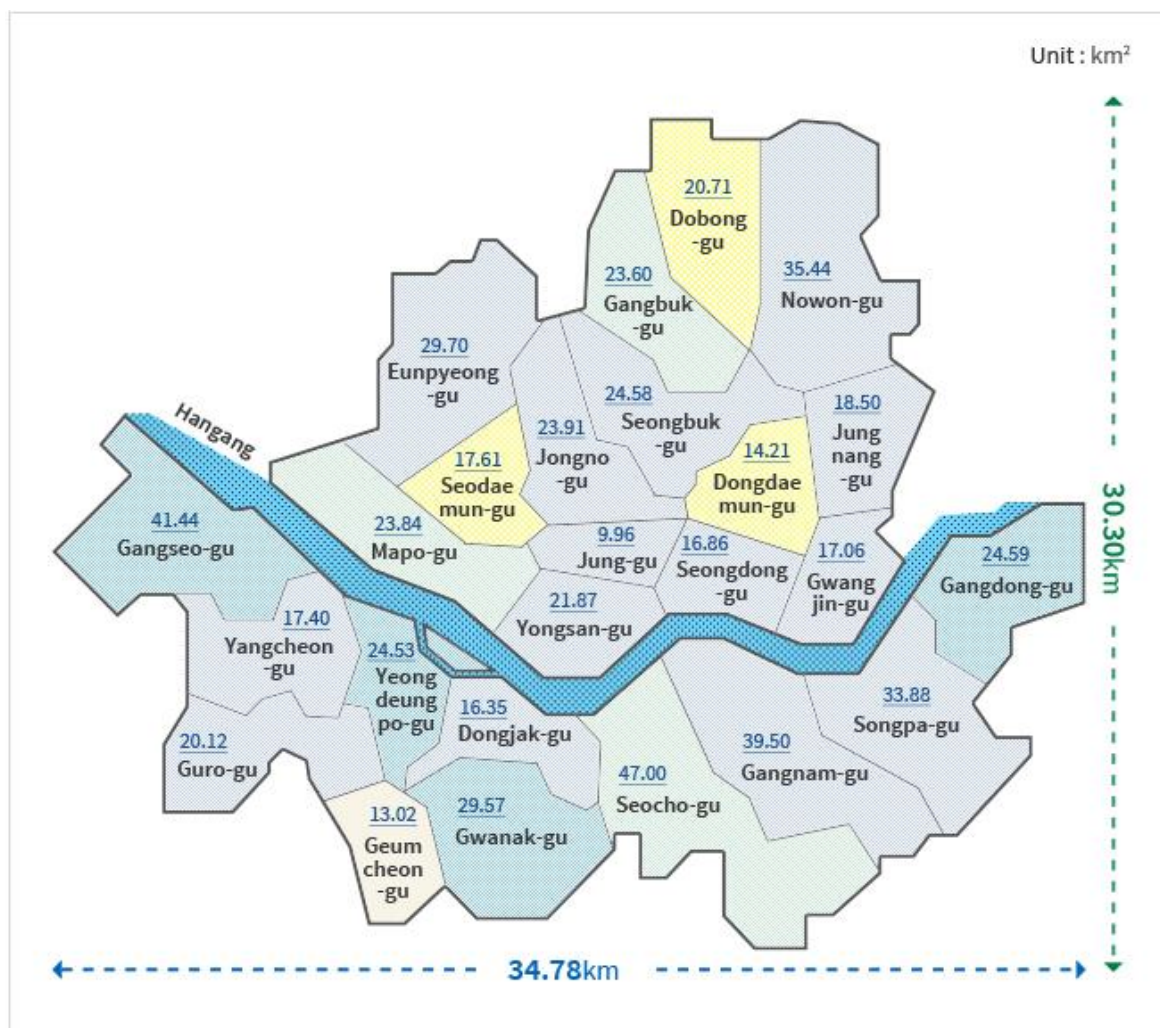 Unit : km²
20.71
Dobong
-gu
35.44
Nowon-gu
23.60
Gangbuk
-gu
29.70
Eunpyeong
-gu
24.58
Seongbuk
-gu
18.50
Jung
nang
-gu
Hangang
23.91
Jongno
-gu
17.61
Seodae
mun-gu
14.21
Dongdae
mun-gu
41.44
Gangseo-gu
23.84
Mapo-gu
9.96
Jung-gu
16.86
Seongdong
-gu
17.06
Gwang
jin-gu
24.59
Gangdong-gu
30.30km
21.87
Yongsan-gu
17.40
Yangcheon
-gu
24.53
Yeong
deung
po-gu
16.35
Dongjak-gu
33.88
Songpa-gu
20.12
Guro-gu
39.50
Gangnam-gu
47.00
Seocho-gu
13.02
Geum
cheon
-gu
29.57
Gwanak-gu
34.78km